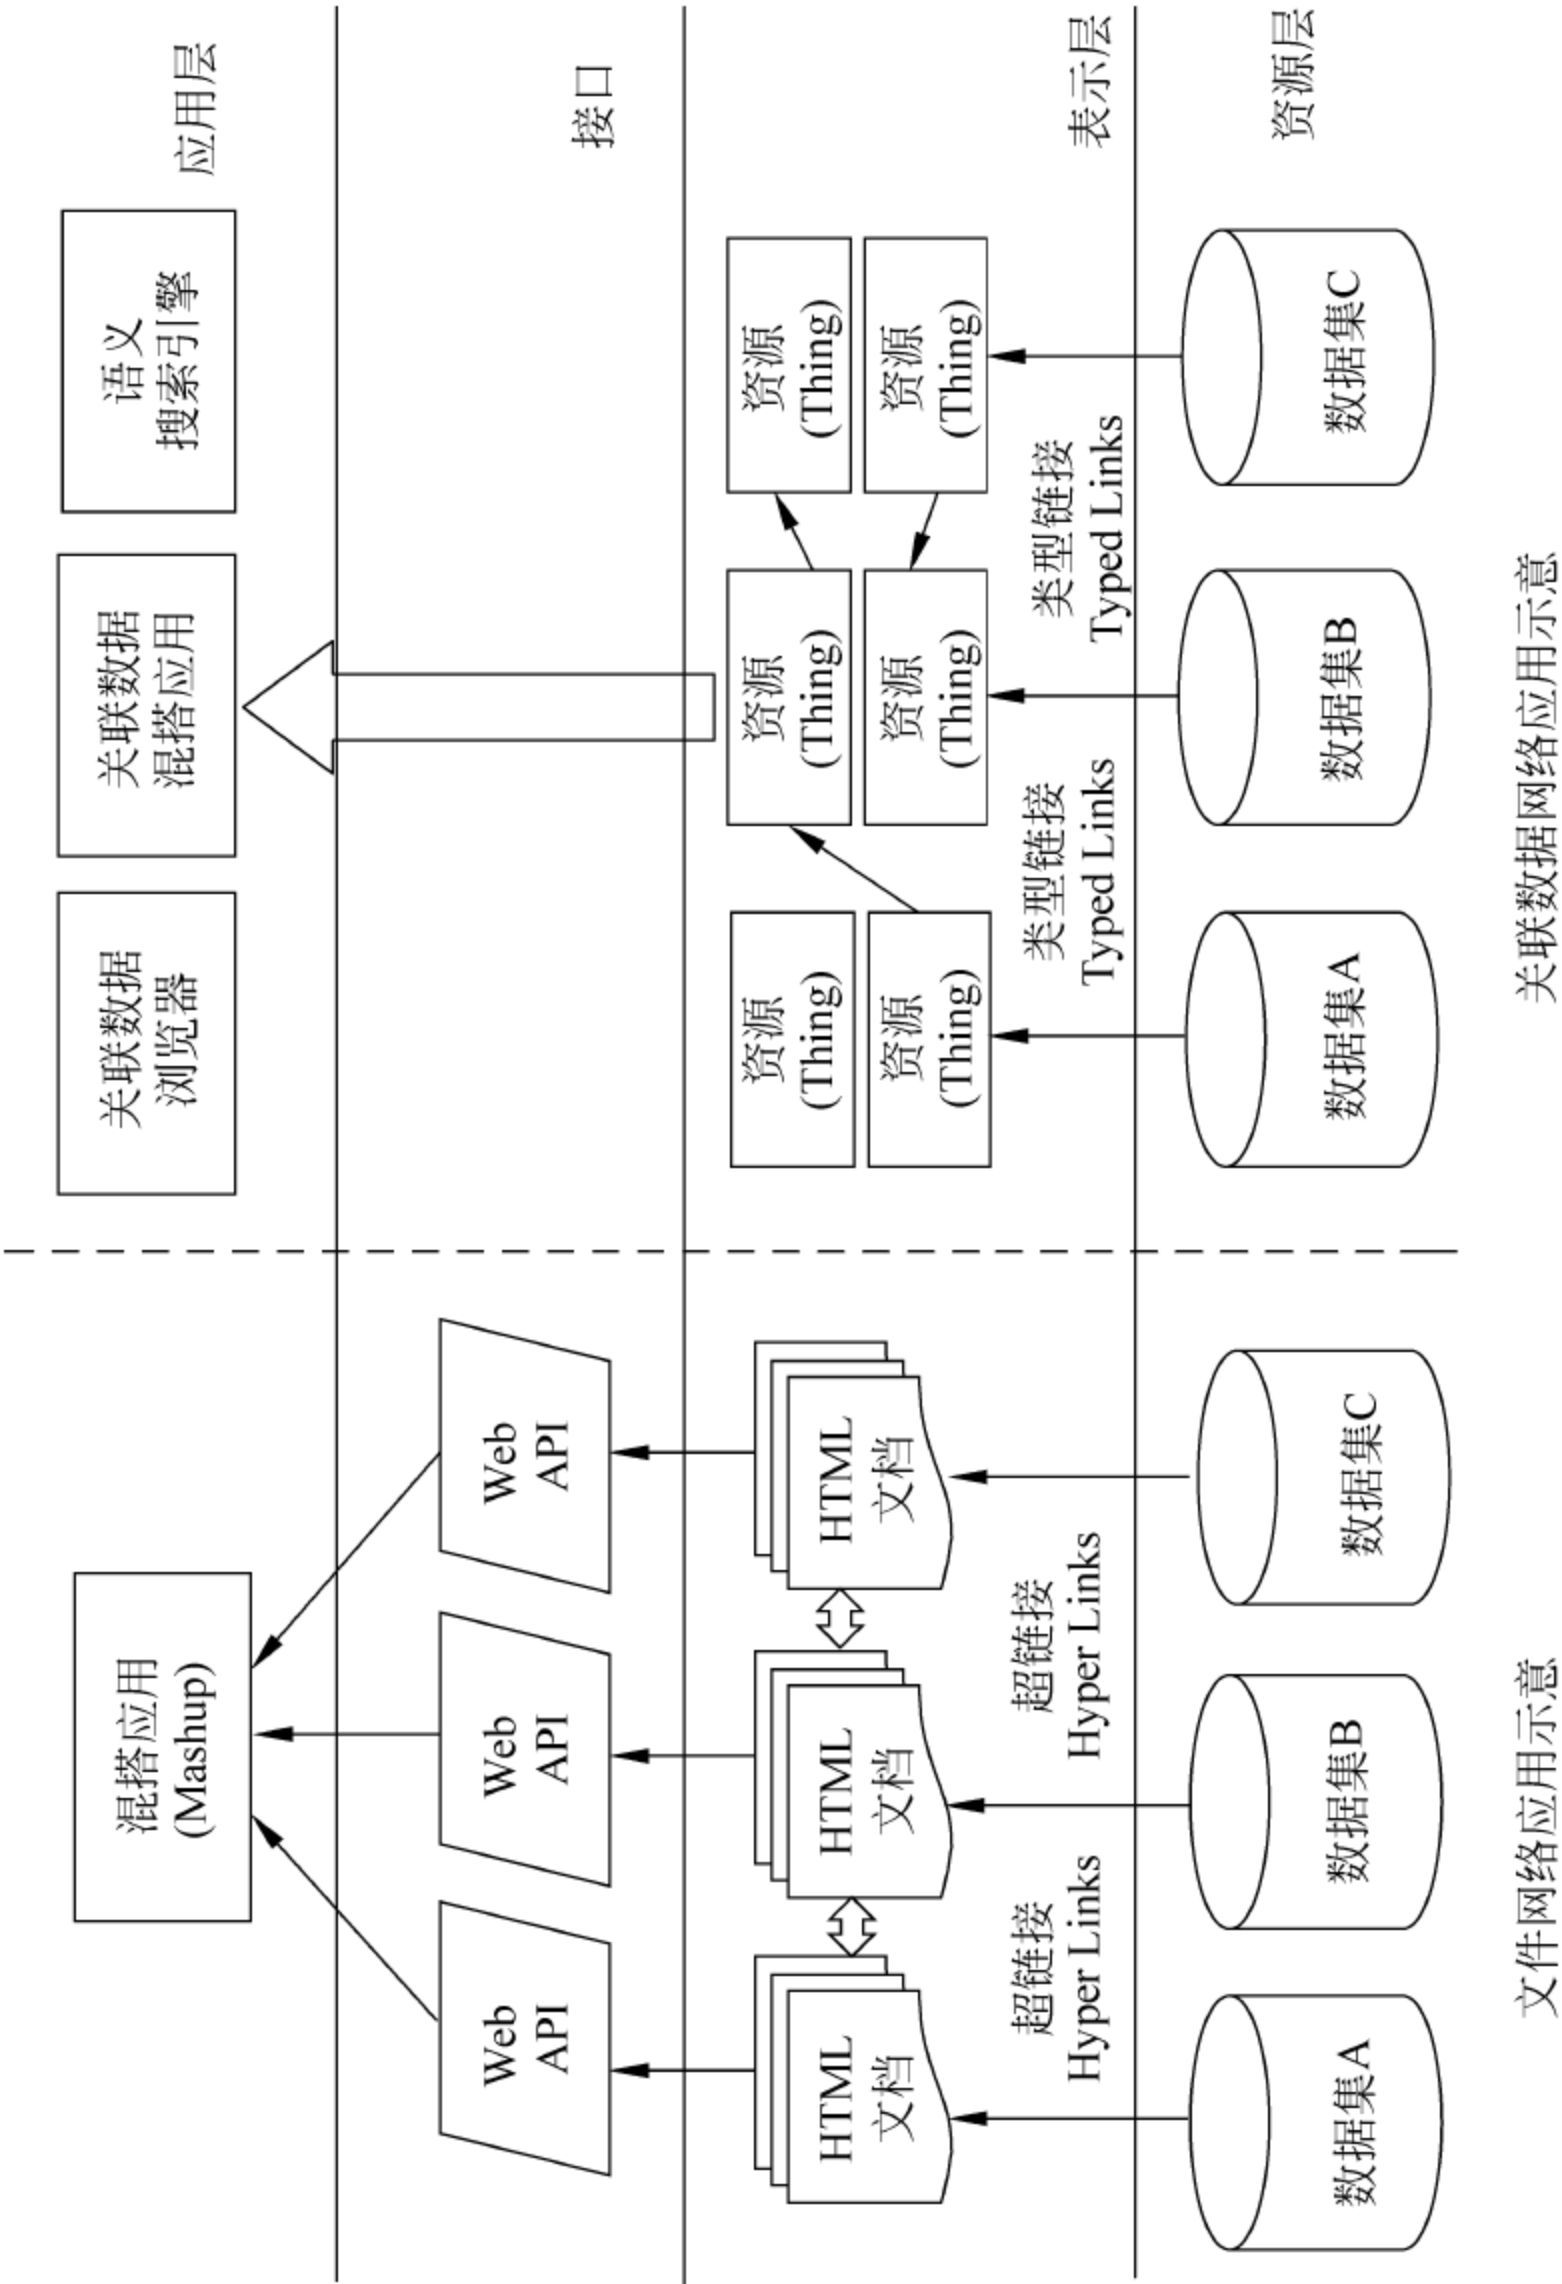 混搭应用
(Mashup)
关联数据
浏览器
关联数据
混搭应用
语义
搜索引擎
应用层
Web
API
Web
API
Web
API
接口
HTML
文档
HTML
文档
HTML
文档
资源
(Thing)
资源
(Thing)
资源
(Thing)
资源
(Thing)
资源
(Thing)
资源
(Thing)
超链接
Hyper Links
超链接
Hyper Links
类型链接
Typed Links
类型链接
Typed Links
表示层
数据集A
数据集B
数据集C
数据集A
数据集B
数据集C
资源层
文件网络应用示意
关联数据网络应用示意